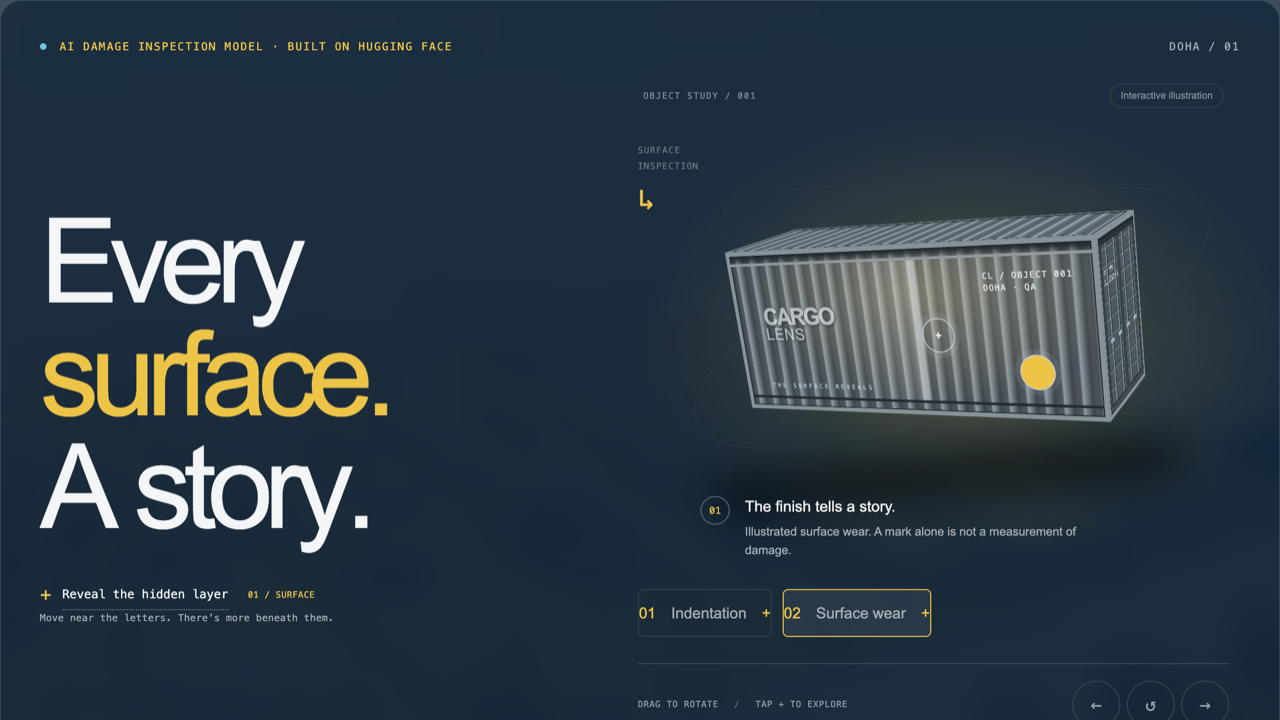 AI DAMAGE INSPECTION MODEL · BUILT ON HUGGING FACE
DOHA / 01
OBJECT STUDY / 001
Interactive illustration
SURFACE
INSPECTION
↳
Every
surface.
A story.
+ Reveal the hidden layer 01 / SURFACE
Move near the letters. There’s more beneath them.
CL / OBJECT 001
DOHA · QA
CARGO
LENS
+
THE SURFACE REVEALS
01 The finish tells a story.
Illustrated surface wear. A mark alone is not a measurement of
damage.
01 Indentation +
02 Surface wear +
DRAG TO ROTATE / TAP + TO EXPLORE
← ↺ →